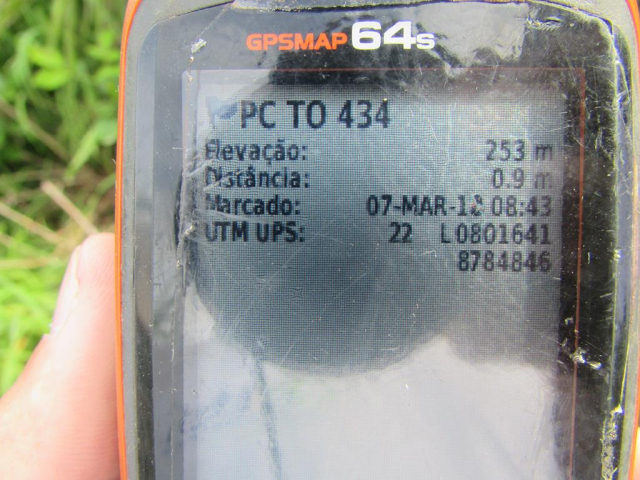 GPSMAP 64s
PC TO 434
Elevação: 253 m
Distância: 0.9 m
Marcado: 07-MAR-18 08:43
UTM UPS: 22 L 0801641
8784846